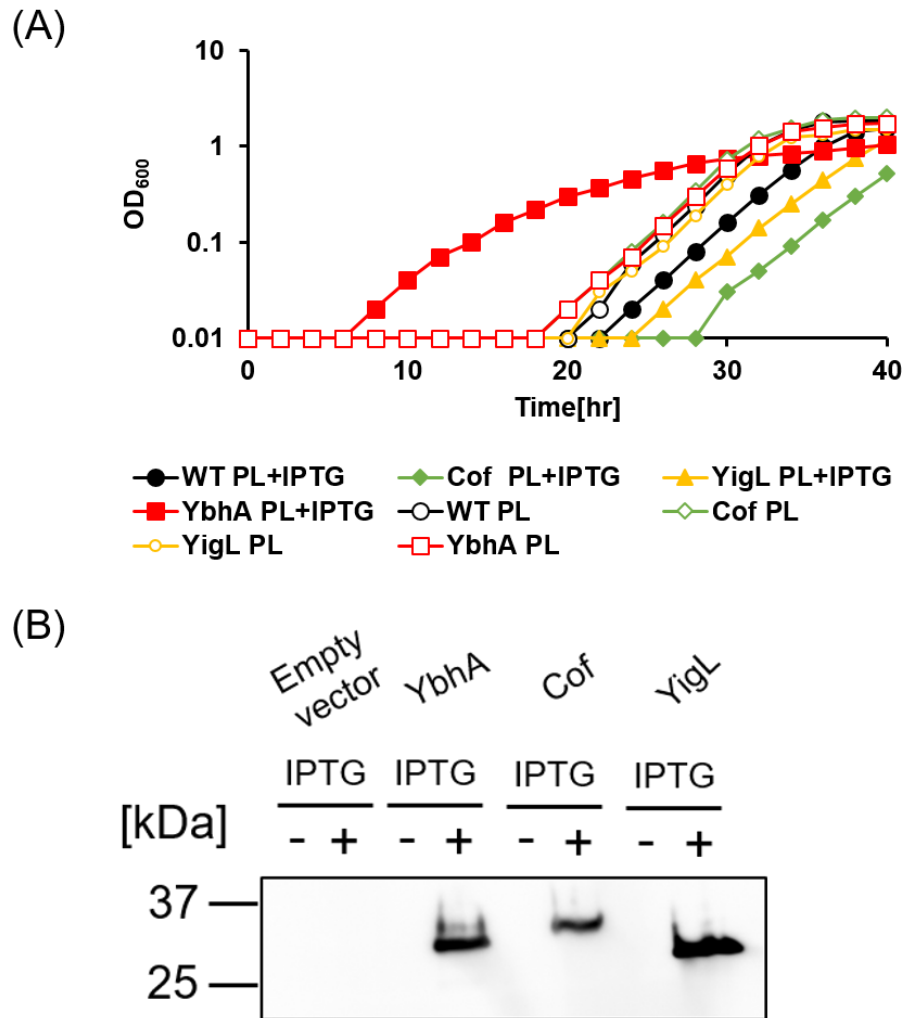 (A)
10
1
0.1
0.01
OD600
0 10 20 30 40
Time[hr]
WT PL+IPTG Cof PL+IPTG YigL PL+IPTG
YbhA PL+IPTG WT PL Cof PL
YigL PL YbhA PL
(B)
Empty vector YbhA Cof YigL
IPTG IPTG IPTG IPTG
[kDa] - + - + - + - +
37
25